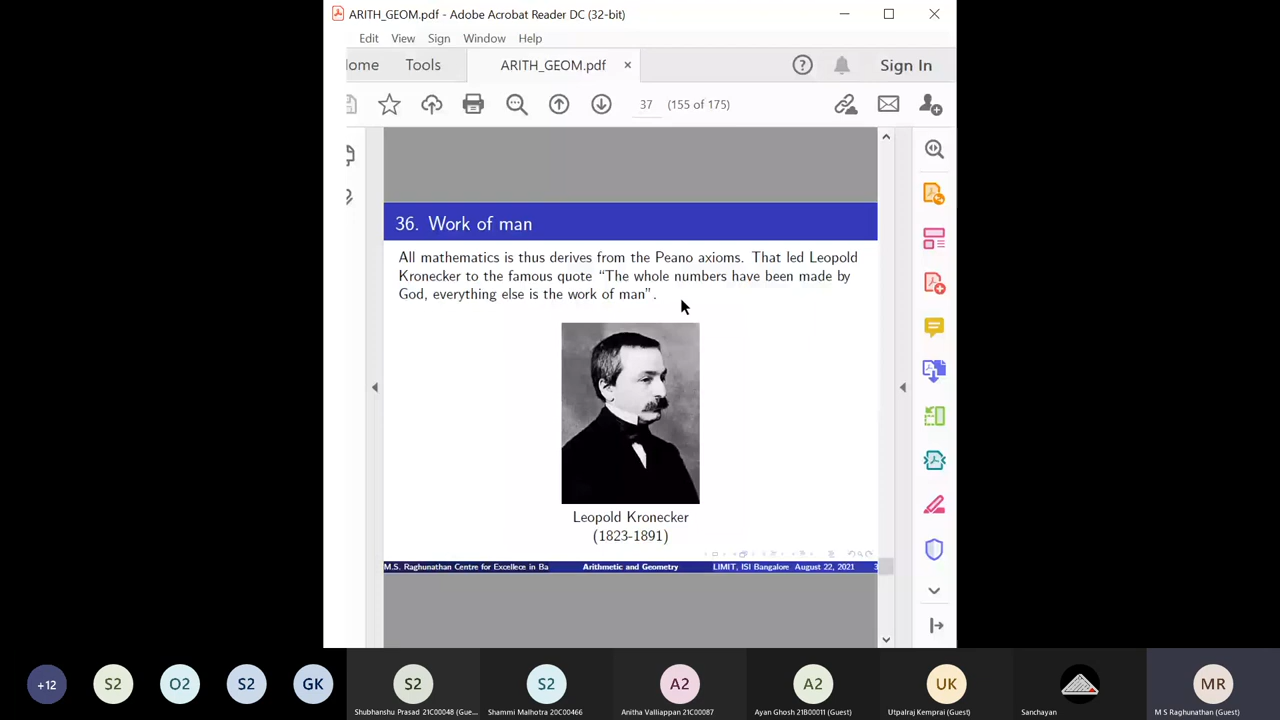 ARITH_GEOM.pdf - Adobe Acrobat Reader DC (32-bit)
Edit View Sign Window Help
Tools ARITH_GEOM.pdf × Sign In
37 (155 of 175)
36. Work of man
All mathematics is thus derives from the Peano axioms. That led Leopold
Kronecker to the famous quote “The whole numbers have been made by
God, everything else is the work of man”.
Leopold Kronecker
(1823-1891)
M.S. Raghunathan Centre for Excellece in Ba Arithmetic and Geometry LIMIT, ISI Bangalore August 22, 2021
+12 S2 O2 S2 GK S2 S2 A2 A2 UK MR
Shubhanshu Prasad 21C00048 (Gue... Shammi Malhotra 20C00466 Anitha Valliappan 21C00087 Ayan Ghosh 21B00011 (Guest) Utpalraj Kemprai (Guest) Sanchayan M S Raghunathan (Guest)